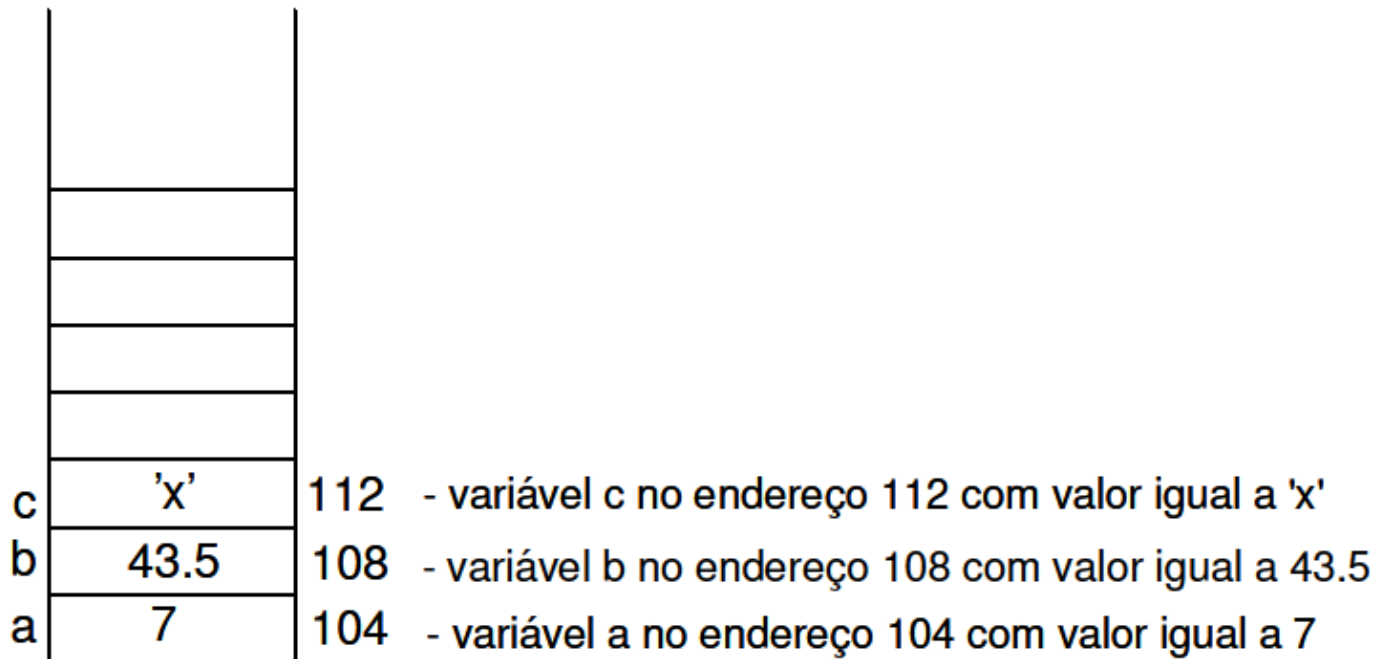 c 'x' 112 - variável c no endereço 112 com valor igual a 'x'
b 43.5 108 - variável b no endereço 108 com valor igual a 43.5
a 7 104 - variável a no endereço 104 com valor igual a 7